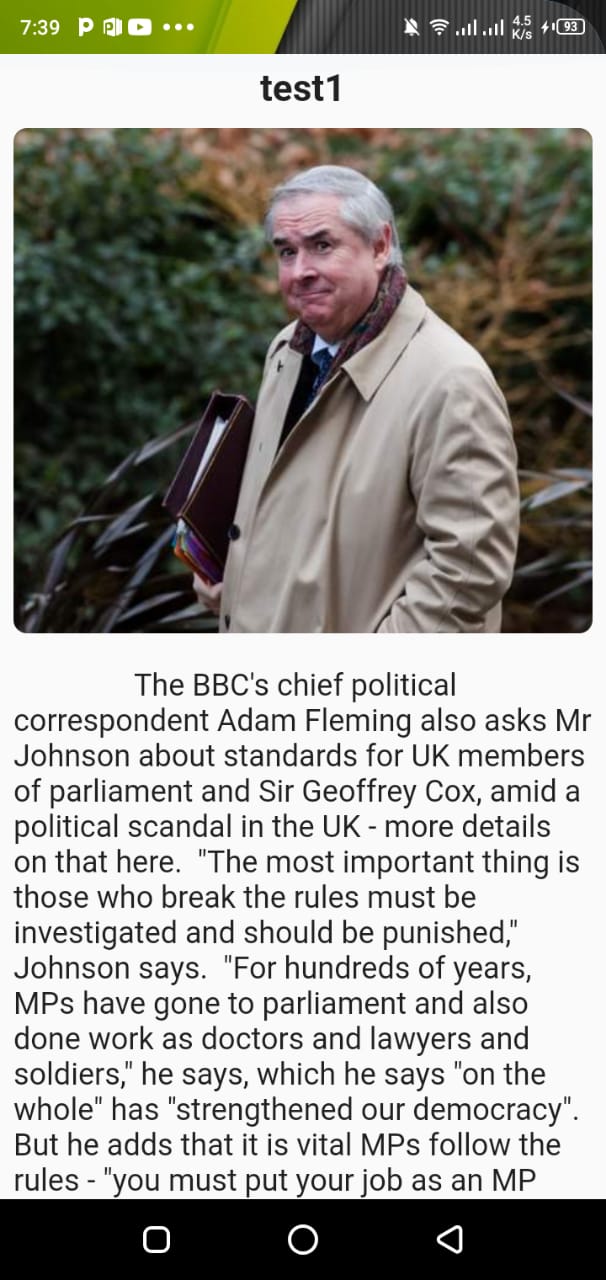 7:39
4.5
K/s
93
test1
The BBC's chief political
correspondent Adam Fleming also asks Mr
Johnson about standards for UK members
of parliament and Sir Geoffrey Cox, amid a
political scandal in the UK - more details
on that here.  "The most important thing is
those who break the rules must be
investigated and should be punished,"
Johnson says.  "For hundreds of years,
MPs have gone to parliament and also
done work as doctors and lawyers and
soldiers," he says, which he says "on the
whole" has "strengthened our democracy".
But he adds that it is vital MPs follow the
rules - "you must put your job as an MP